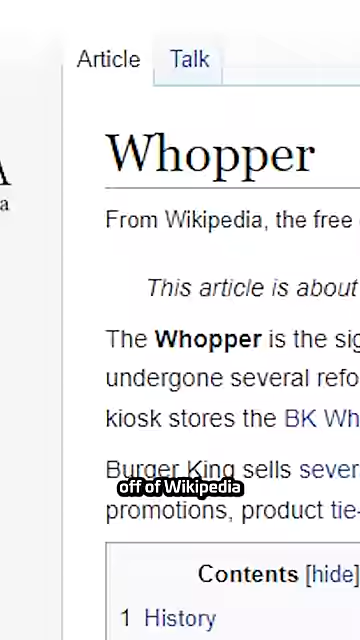 Article Talk
Whopper
A
a
From Wikipedia, the free
This article is about
The Whopper is the sig
undergone several refo
kiosk stores the BK Wh
Burger King sells sever
off of Wikipedia
promotions, product tie-
Contents [hide]
1 History